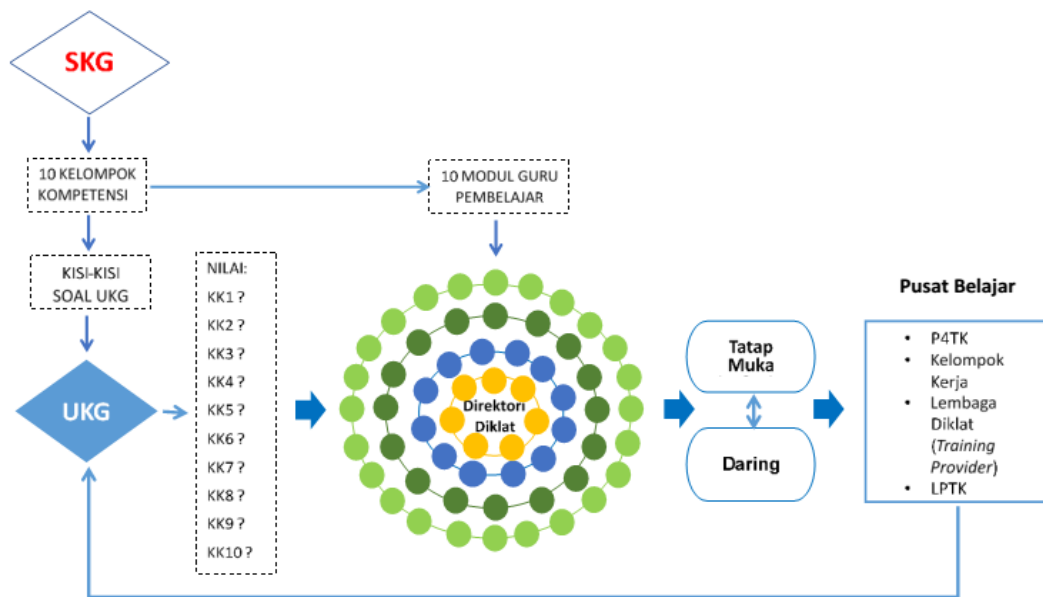 SKG
10 KELOMPOK
KOMPETENSI
10 MODUL GURU
PEMBELAJAR
KISI-KISI
SOAL UKG
UKG
NILAI:
KK1 ?
KK2 ?
KK3 ?
KK4 ?
KK5 ?
KK6 ?
KK7 ?
KK8 ?
KK9 ?
KK10 ?
Direktori
Diklat
Tatap
Muka
Daring
Pusat Belajar
• P4TK
• Kelompok
Kerja
• Lembaga
Diklat
(Training
Provider)
• LPTK